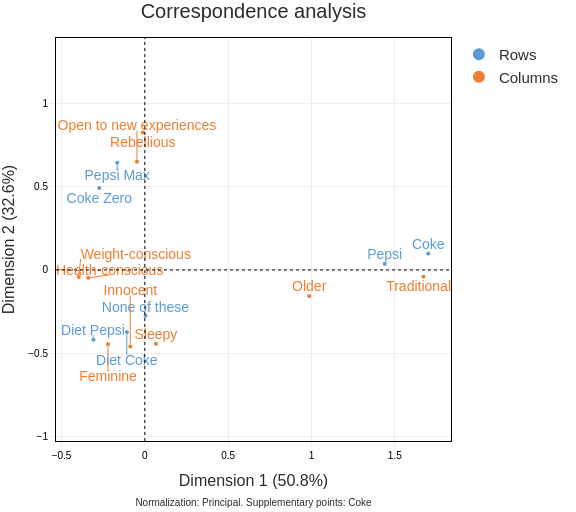 Correspondence analysis
Rows
Columns
Dimension 2 (32.6%)
1
0.5
0
−0.5
−1
Open to new experiences
Rebellious
Pepsi Max
Coke Zero
Coke
Pepsi
Weight-conscious
Health-conscious
Older
Traditional
Innocent
None of these
Diet Pepsi
Sleepy
Diet Coke
Feminine
−0.5
0
0.5
1
1.5
Dimension 1 (50.8%)
Normalization: Principal. Supplementary points: Coke